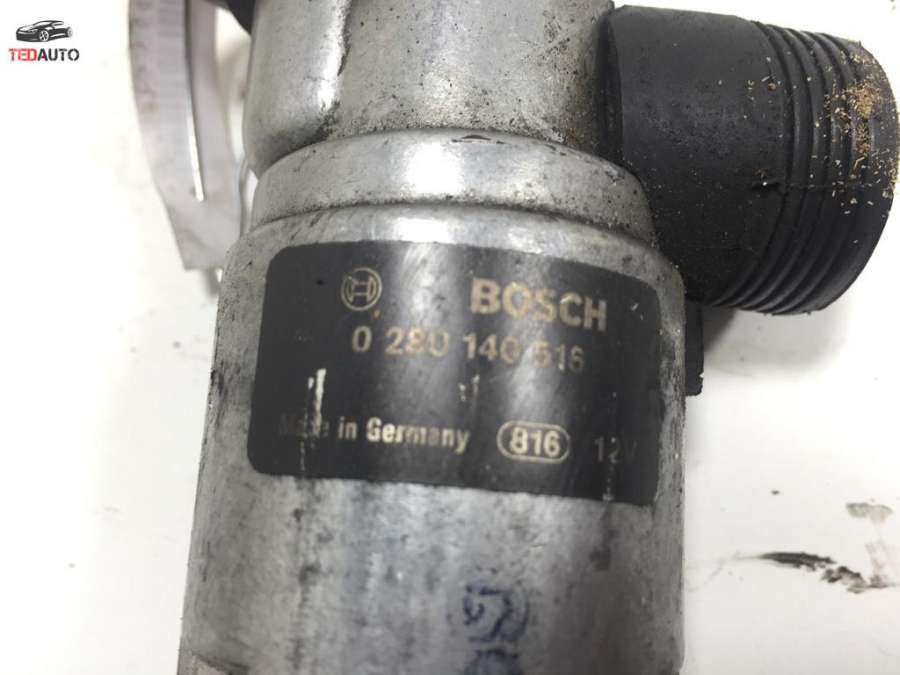 TEDAUTO
BOSCH
0 280 140 516
Made in Germany 816 12V